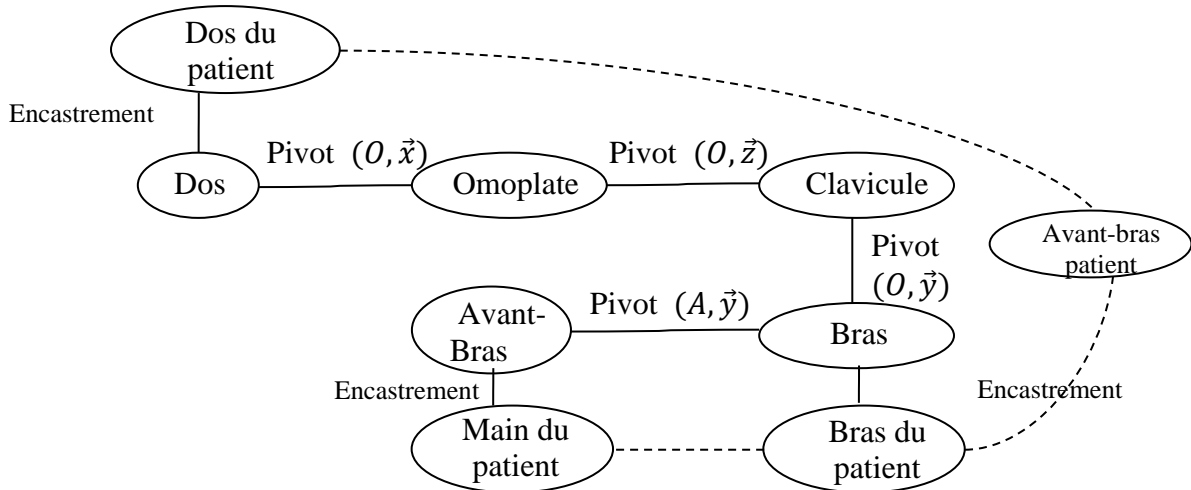 Dos du
patient
Encastrement
Pivot (O, x⃗)
Pivot (O, z⃗)
Dos
Omoplate
Clavicule
Avant-bras
patient
Pivot
(O, y⃗)
Avant-
Bras
Pivot (A, y⃗)
Bras
Encastrement
Encastrement
Main du
patient
Bras du
patient